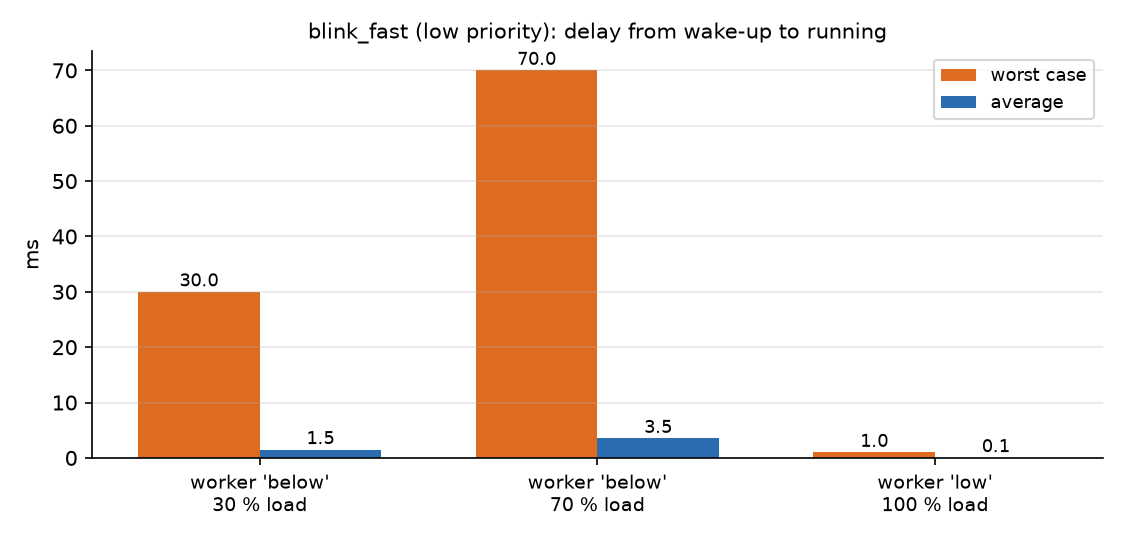 blink_fast (low priority): delay from wake-up to running
worst case
average
ms
70
60
50
40
30
20
10
0
30.0
1.5
70.0
3.5
1.0
0.1
worker 'below'
30 % load
worker 'below'
70 % load
worker 'low'
100 % load